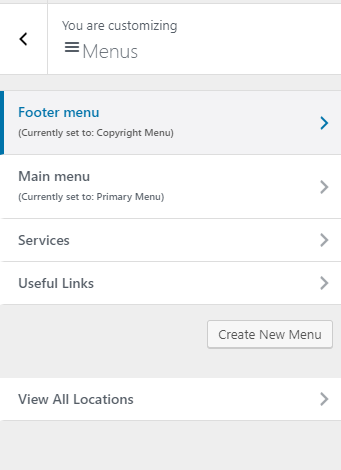 You are customizing
Menus
Footer menu
(Currently set to: Copyright Menu)
Main menu
(Currently set to: Primary Menu)
Services
Useful Links
Create New Menu
View All Locations